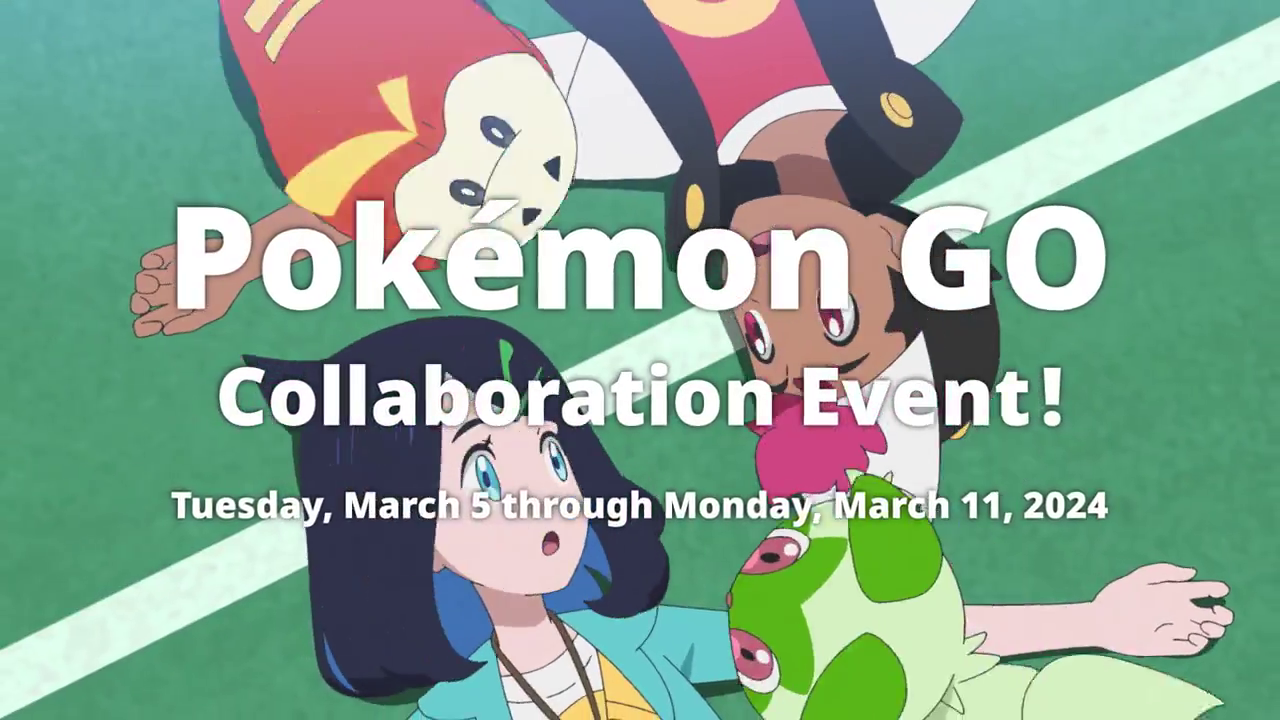 Pokémon GO
Collaboration Event!
Tuesday, March 5 through Monday, March 11, 2024